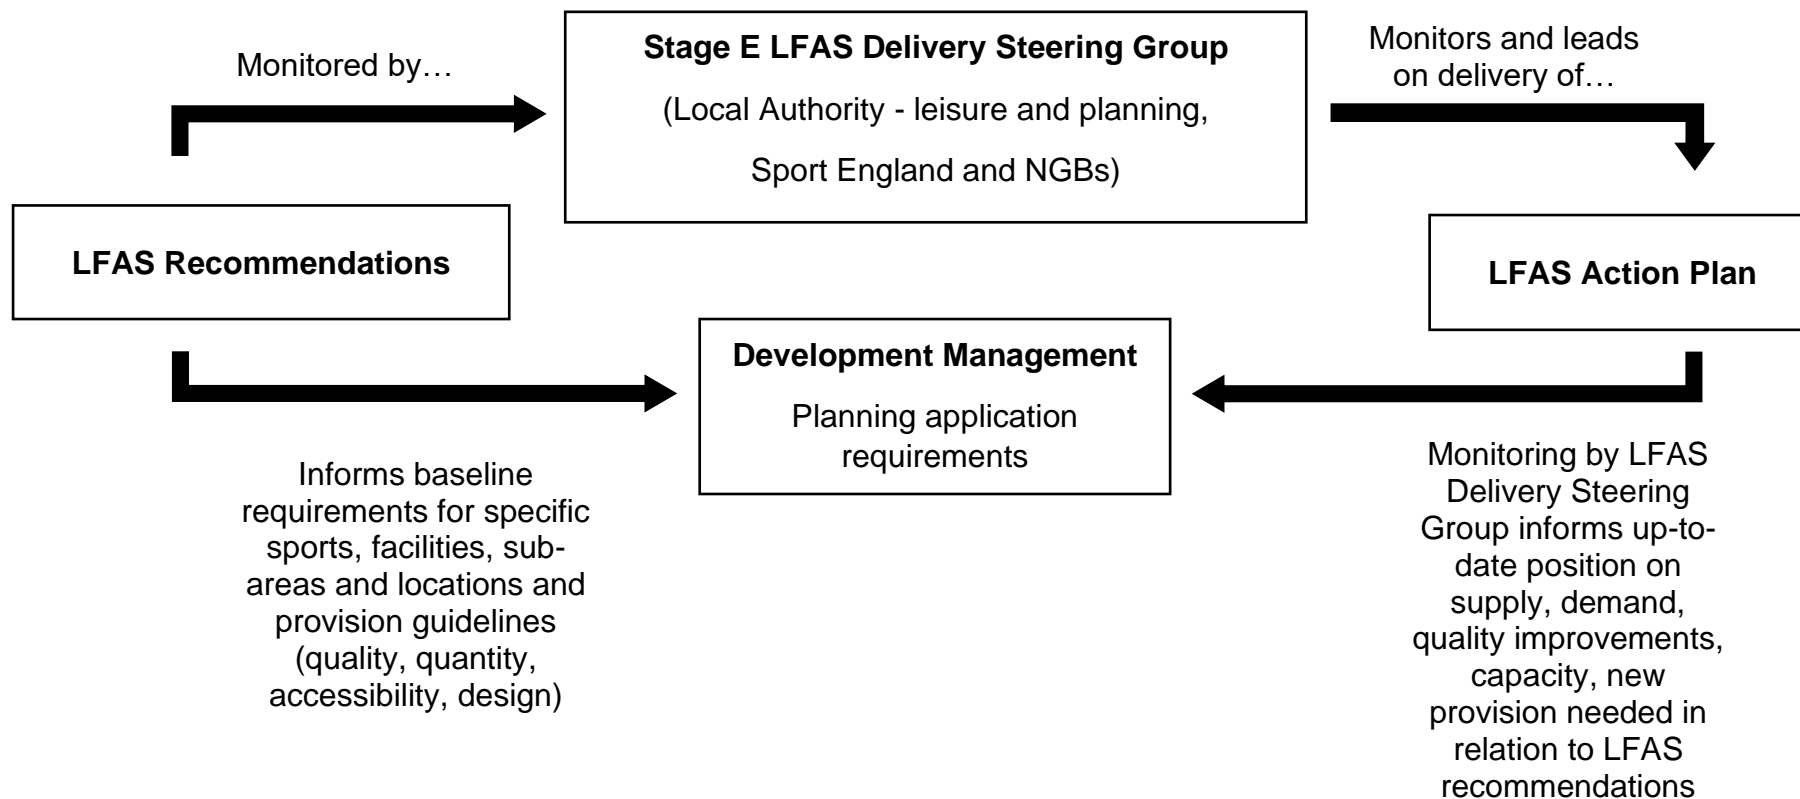 Monitored by…
Stage E LFAS Delivery Steering Group
(Local Authority - leisure and planning,
Sport England and NGBs)
Monitors and leads
on delivery of…
LFAS Recommendations
LFAS Action Plan
Development Management
Planning application
requirements
Informs baseline
requirements for specific
sports, facilities, sub-
areas and locations and
provision guidelines
(quality, quantity,
accessibility, design)
Monitoring by LFAS
Delivery Steering
Group informs up-to-
date position on
supply, demand,
quality improvements,
capacity, new
provision needed in
relation to LFAS
recommendations